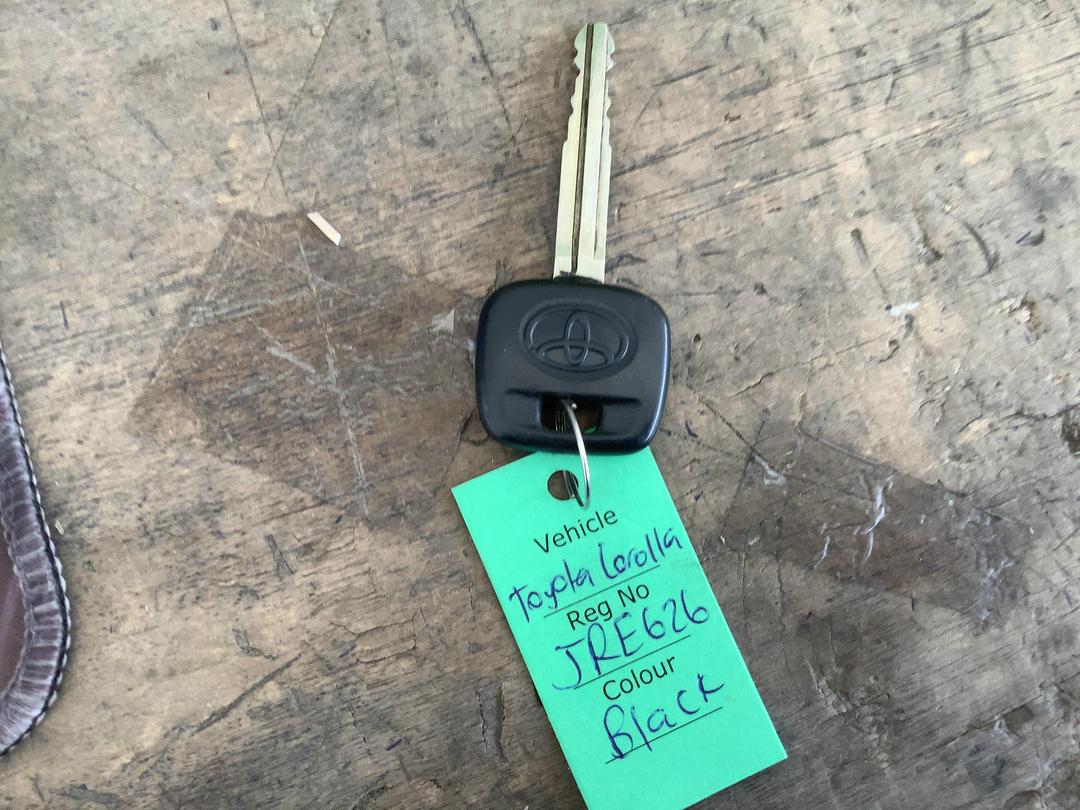 Vehicle
Toyota Corolla
Reg No
JRE626
Colour
Black